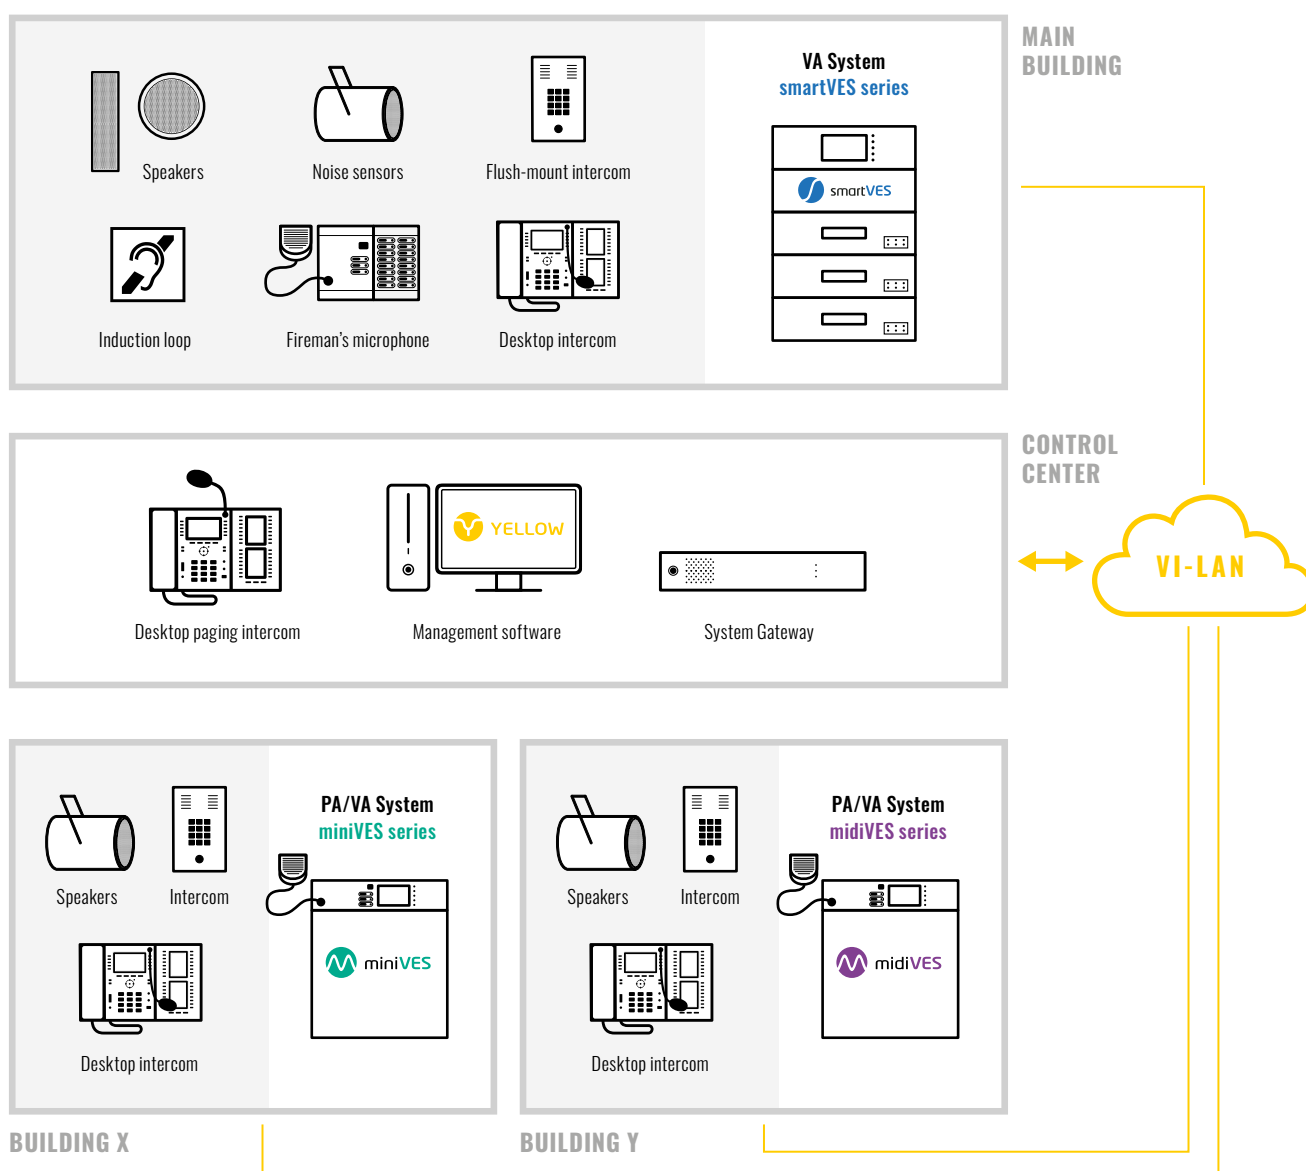 MAIN
BUILDING
VA System
smartVES series
smartVES
Speakers
Noise sensors
Flush-mount intercom
Induction loop
Fireman's microphone
Desktop intercom
CONTROL
CENTER
VI-LAN
YELLOW
Desktop paging intercom
Management software
System Gateway
PA/VA System
miniVES series
Speakers
Intercom
miniVES
Desktop intercom
BUILDING X
PA/VA System
midiVES series
Speakers
Intercom
midiVES
Desktop intercom
BUILDING Y